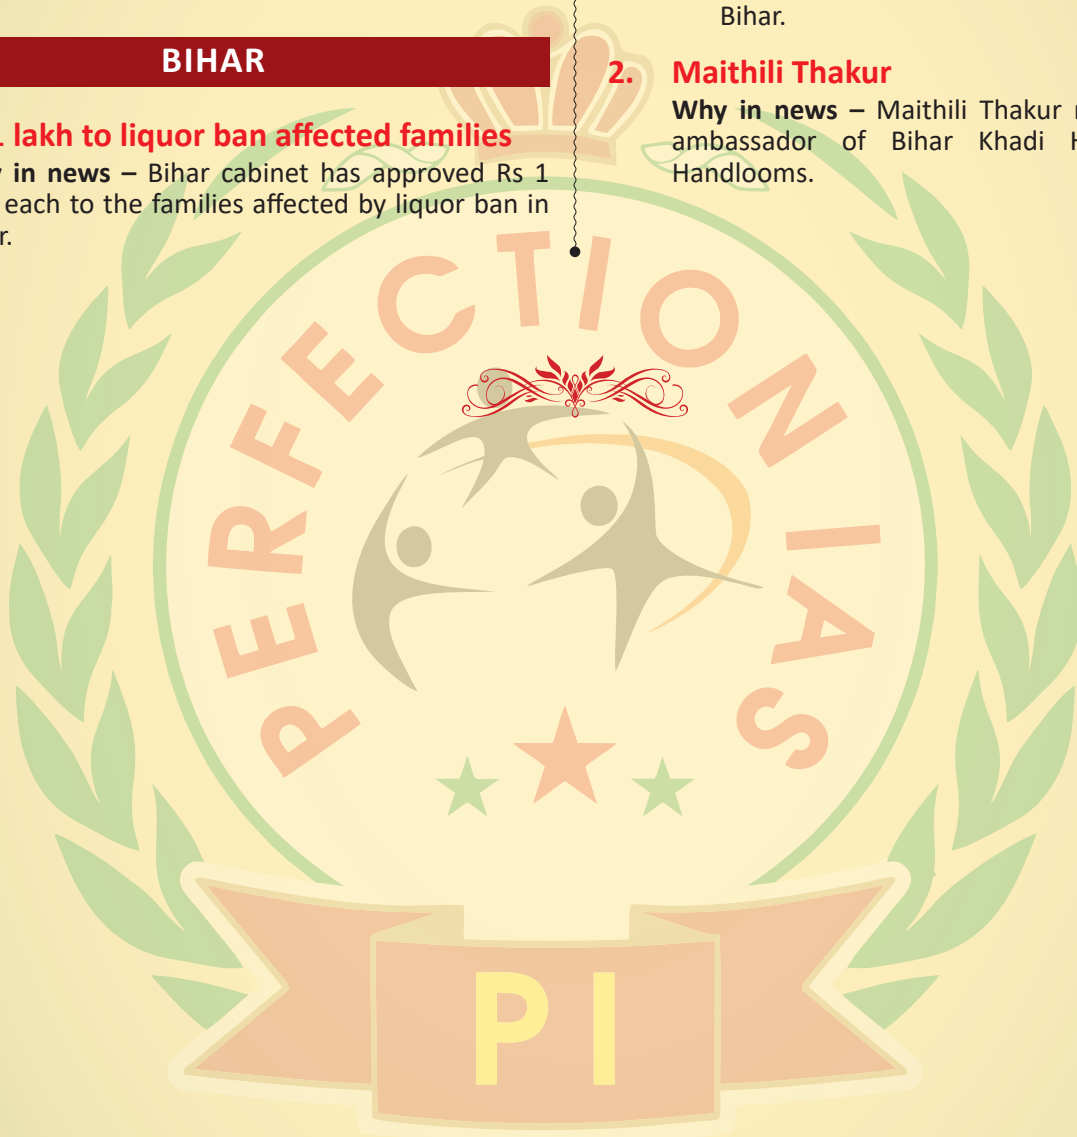 BIHAR
lakh to liquor ban affected families
in news – Bihar cabinet has approved Rs 1
each to the families affected by liquor ban in
Bihar.
2. Maithili Thakur
Why in news – Maithili Thakur
ambassador of Bihar Khadi
Handlooms.
PERFECTION IAS
PI